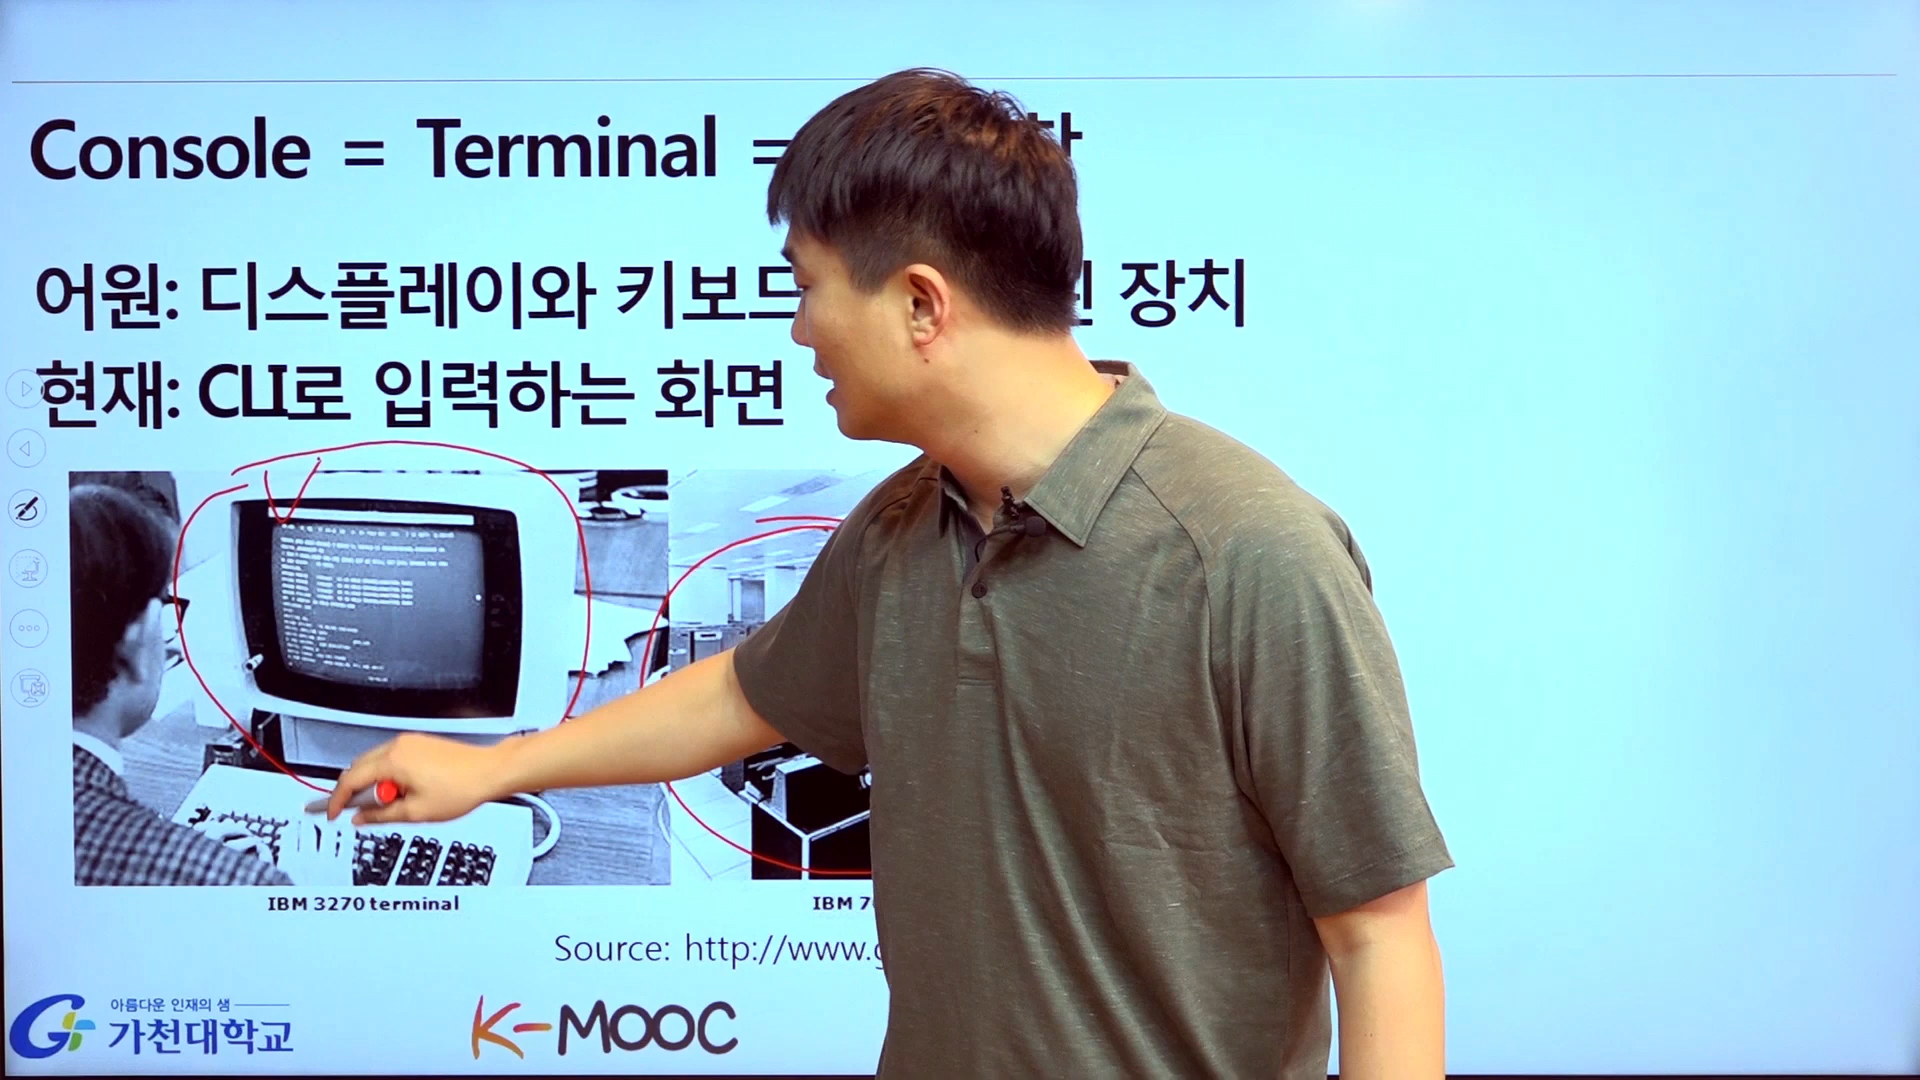 Console = Terminal =
어원: 디스플레이와 키보드 장치
현재: CLI로 입력하는 화면
IBM 3270 terminal
IBM
Source: http://www.
아름다운 인재의 샘
가천대학교
K-MOOC